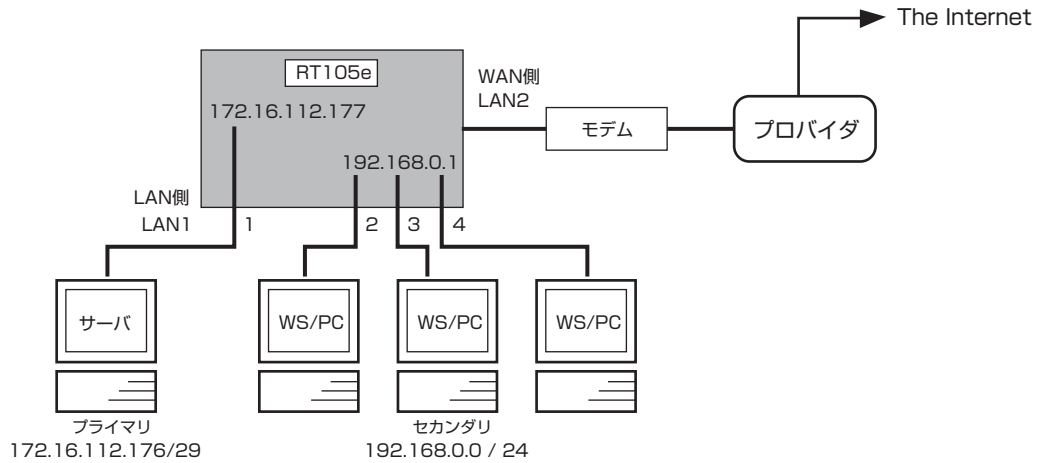 The Internet
RT105e
172.16.112.177
192.168.0.1
WAN側
LAN2
モデム
プロバイダ
LAN側
LAN1
1
2
3
4
サーバ
WS/PC
WS/PC
WS/PC
プライマリ
172.16.112.176/29
セカンダリ
192.168.0.0 / 24